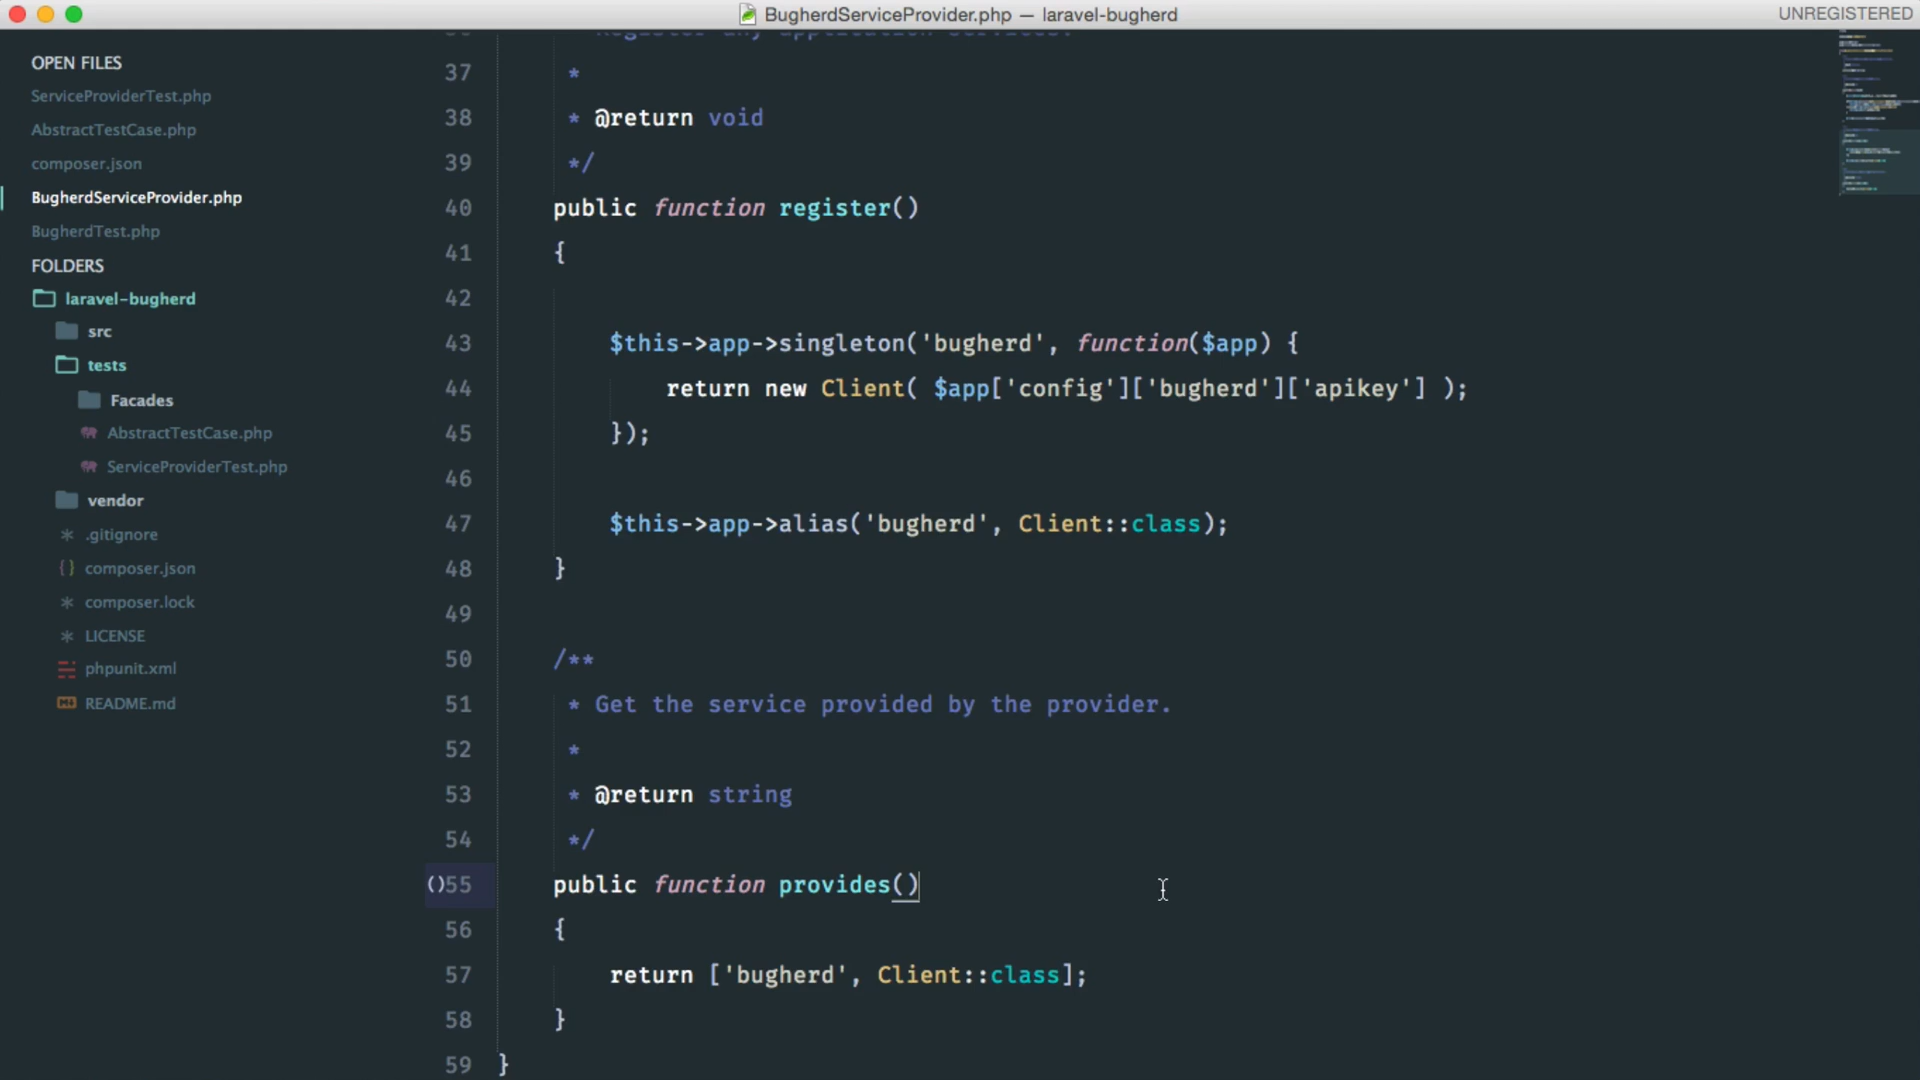 BugherdServiceProvider.php — laravel-bugherd
UNREGISTERED
OPEN FILES
ServiceProviderTest.php
AbstractTestCase.php
composer.json
BugherdServiceProvider.php
BugherdTest.php
FOLDERS
laravel-bugherd
src
tests
Facades
AbstractTestCase.php
ServiceProviderTest.php
vendor
.gitignore
{} composer.json
composer.lock
LICENSE
phpunit.xml
README.md
36 * Register any application services.
37 *
38 * @return void
39 */
40 public function register()
41 {
42
43 $this->app->singleton('bugherd', function($app) {
44 return new Client( $app['config']['bugherd']['apikey'] );
45 });
46
47 $this->app->alias('bugherd', Client::class);
48 }
49
50 /**
51 * Get the service provided by the provider.
52 *
53 * @return string
54 */
()55 public function provides()
56 {
57 return ['bugherd', Client::class];
58 }
59 }